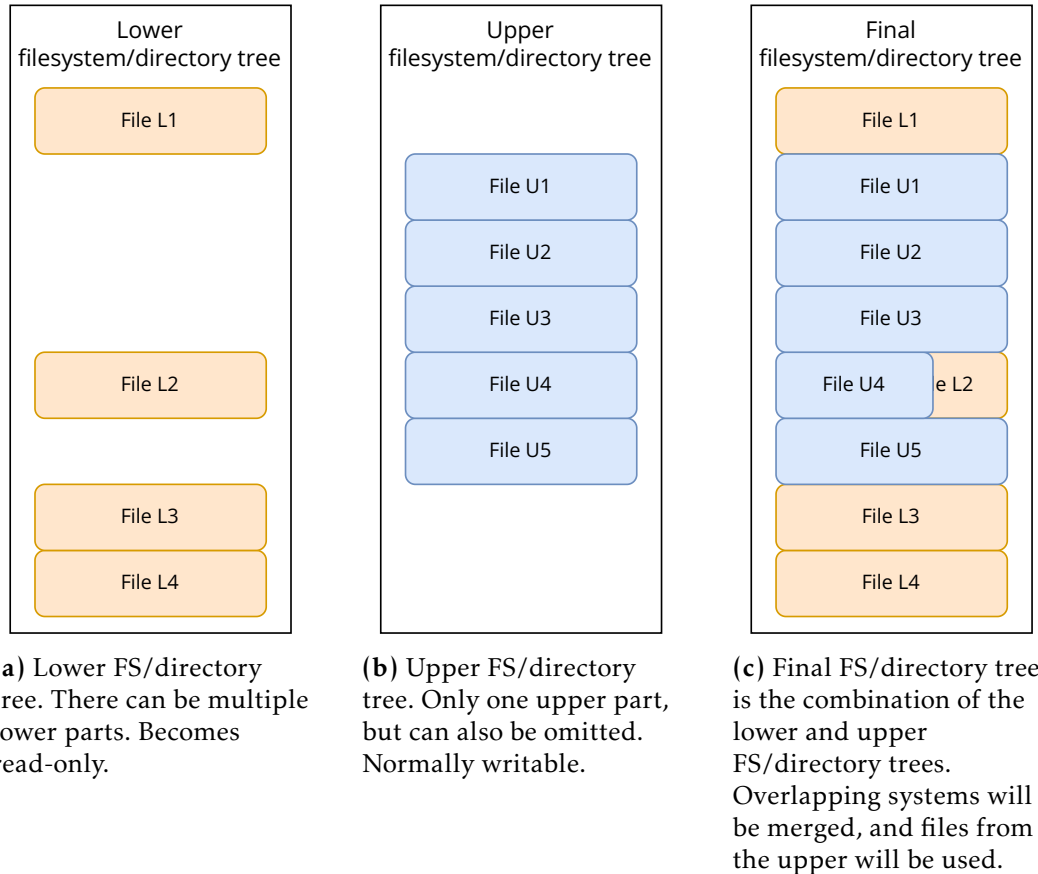 Lower
filesystem/directory tree
File L1
File L2
File L3
File L4
a) Lower FS/directory
ree. There can be multiple
ower parts. Becomes
ead-only.
Upper
filesystem/directory tree
File U1
File U2
File U3
File U4
File U5
(b) Upper FS/directory
tree. Only one upper part,
but can also be omitted.
Normally writable.
Final
filesystem/directory tree
File L1
File U1
File U2
File U3
File U4 e L2
File U5
File L3
File L4
(c) Final FS/directory tree
is the combination of the
lower and upper
FS/directory trees.
Overlapping systems will
be merged, and files from
the upper will be used.